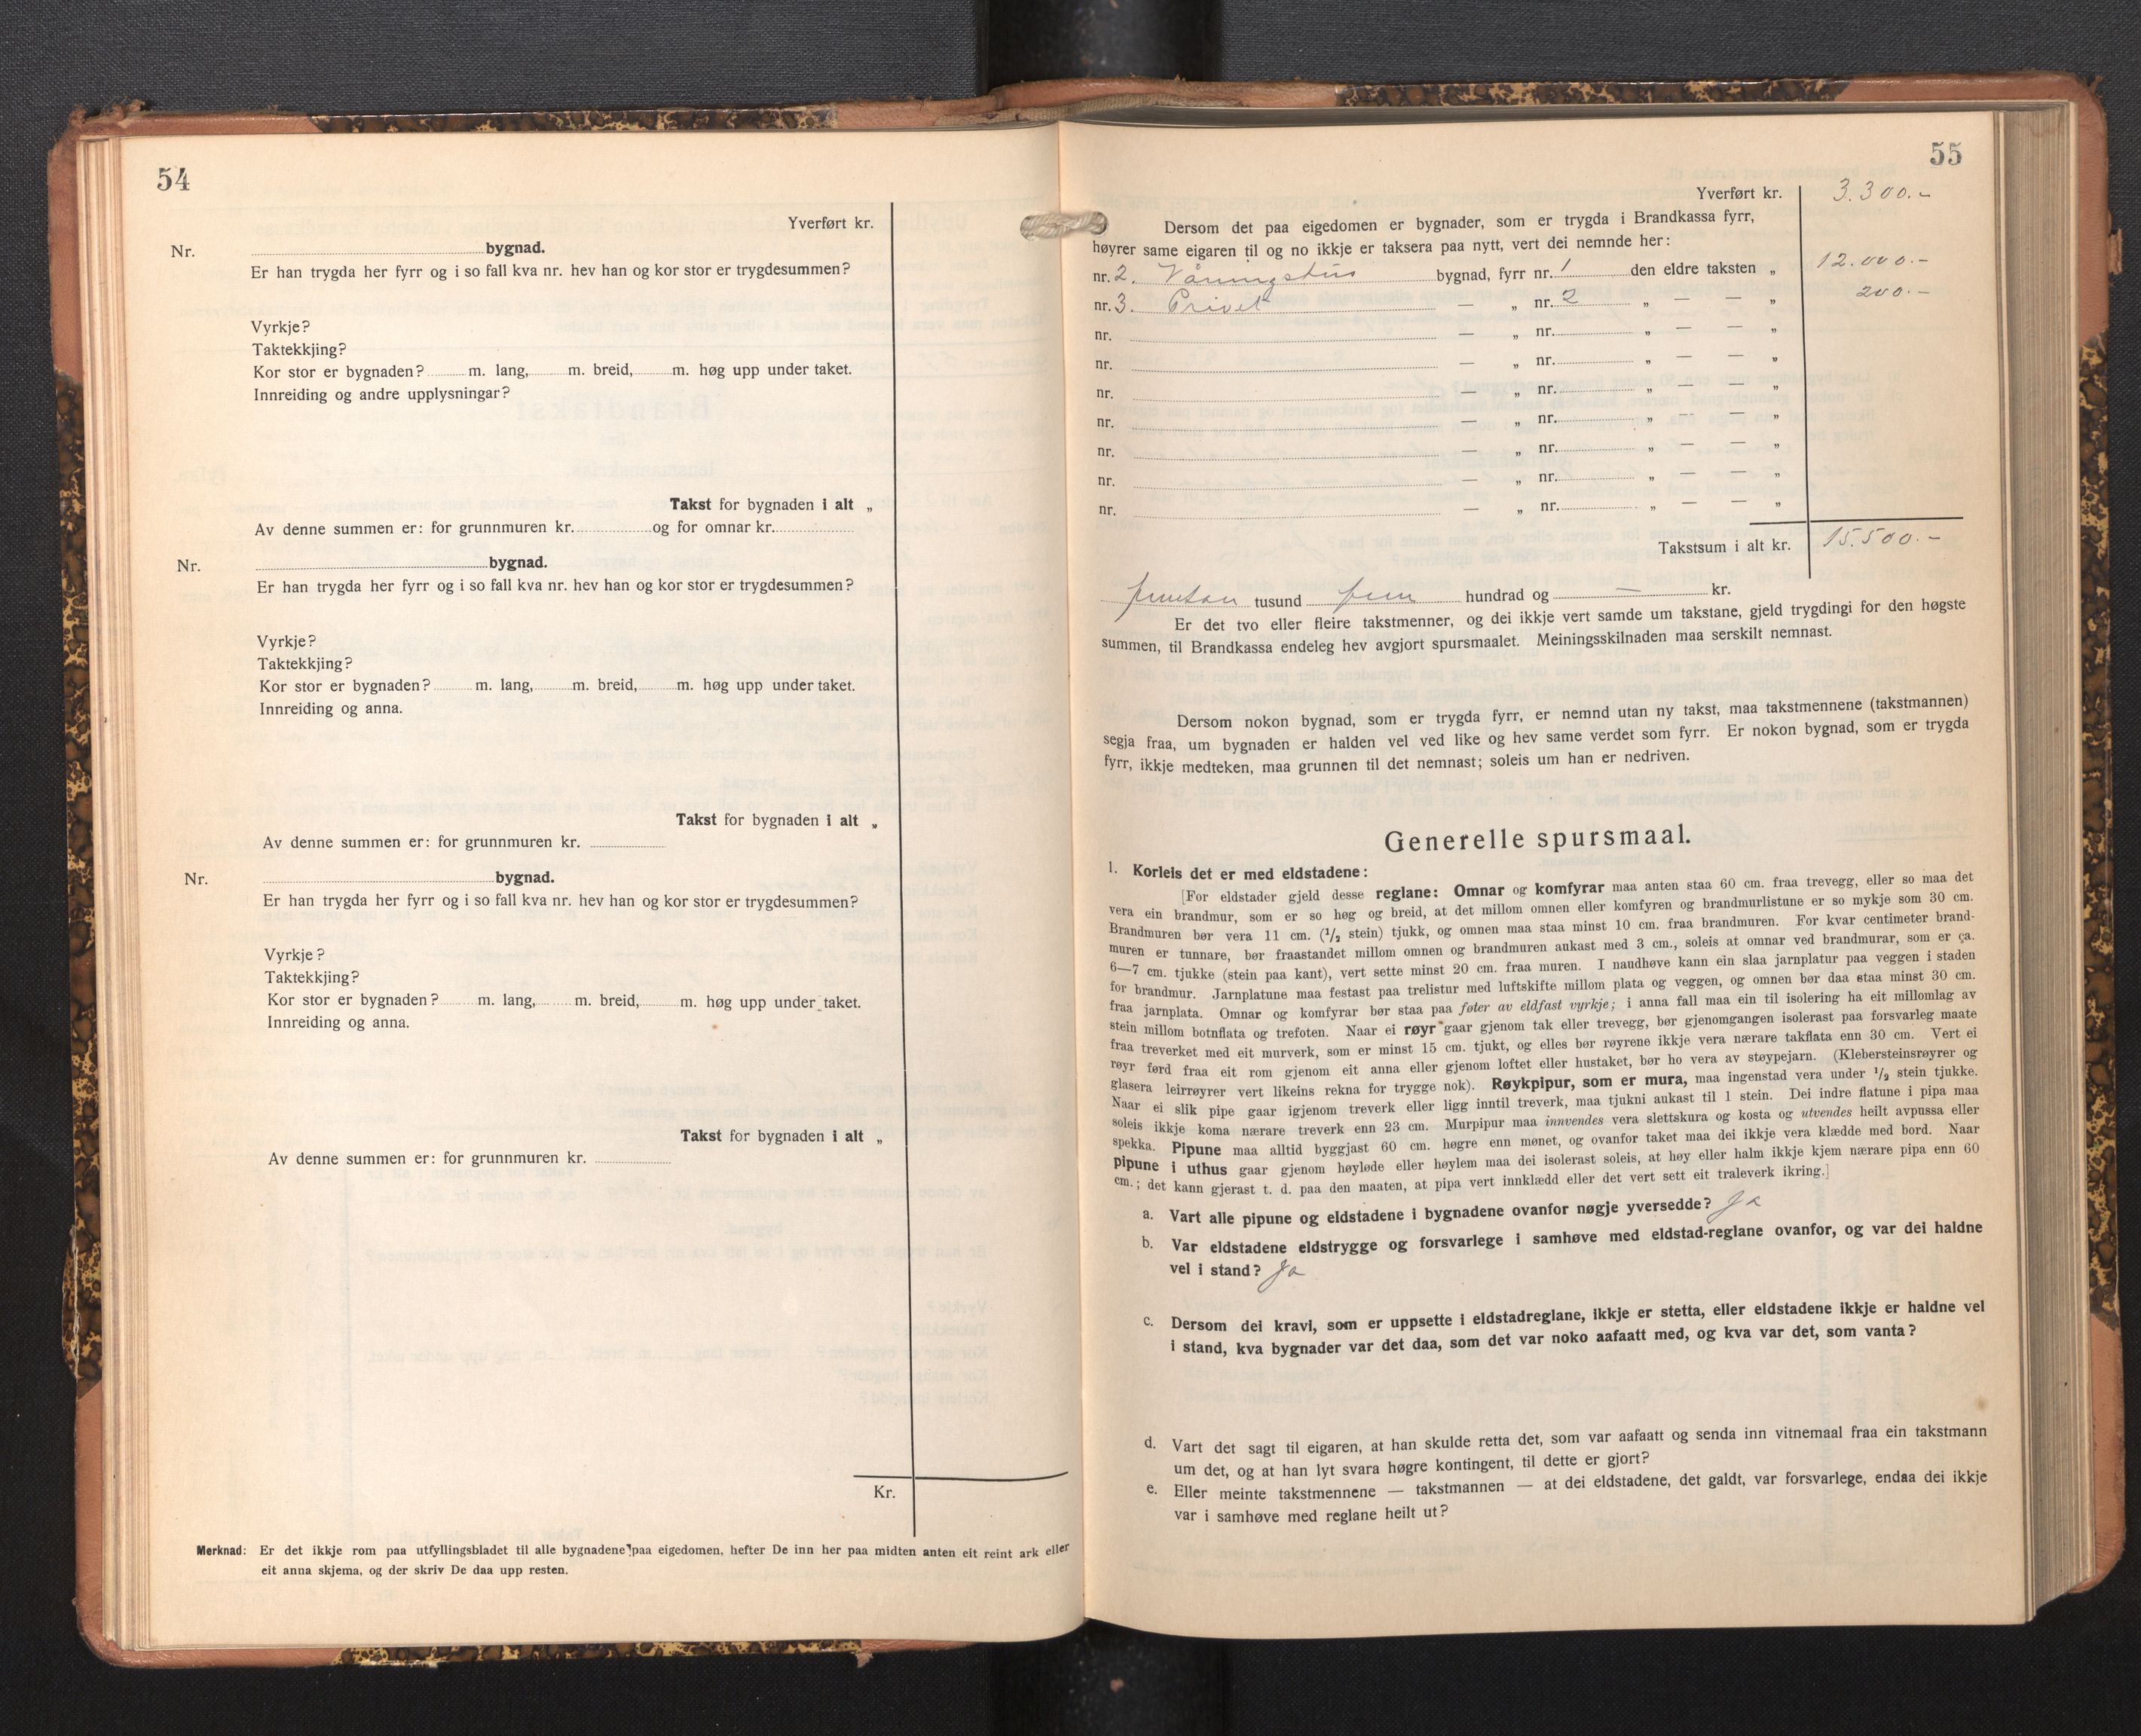 54
Yverført kr.
Nr. bygnad.
Er han trygda her fyrr og i so fall kva nr. hev han og kor stor er trygdesummen?
Vyrkje?
Taktekkjing?
Kor stor er bygnaden? m. lang, m. breid, m. høg upp under taket.
Innreiding og andre upplysningar?
Takst for bygnaden i alt „
Av denne summen er: for grunnmuren kr. og for omnar kr.
Nr. bygnad.
Er han trygda her fyrr og i so fall kva nr. hev han og kor stor er trygdesummen?
Vyrkje?
Taktekkjing?
Kor stor er bygnaden? m. lang, m. breid, m. høg upp under taket.
Innreiding og anna.
Takst for bygnaden i alt „
Av denne summen er: for grunnmuren kr.
Nr. bygnad.
Er han trygda her fyrr og i so fall kva nr. hev han og kor stor er trygdesummen?
Vyrkje?
Taktekkjing?
Kor stor er bygnaden? m. lang, m. breid, m. høg upp under taket.
Innreiding og anna.
Takst for bygnaden i alt „
Av denne summen er: for grunnmuren kr.
Kr.
Merknad: Er det ikkje rom paa utfyllingsbladet til alle bygnadene paa eigedomen, hefter De inn her paa midten anten eit reint ark eller
eit anna skjema, og der skriv De daa upp resten.
55
Yverført kr. 3.300.-
Dersom det paa eigedomen er bygnader, som er trygda i Brandkassa fyrr,
høyrer same eigaren til og no ikkje er taksera paa nytt, vert dei nemnde her:
nr. 2. Våningshus bygnad, fyrr nr. 1 den eldre taksten „ 12.000.-
nr. 3. Privet — „ nr. 2 „ — — „ 200.-
nr. — „ nr. „ — — „
nr. — „ nr. „ — — „
nr. — „ nr. „ — — „
nr. — „ nr. „ — — „
nr. — „ nr. „ — — „
nr. — „ nr. „ — — „
nr. — „ nr. „ — — „
Takstsum i alt kr. 15.500.-
femtan tusund fem hundrad og — kr.
Er det tvo eller fleire takstmenner, og dei ikkje vert samde um takstane, gjeld trygdingi for den høgste
summen, til Brandkassa endeleg hev avgjort spursmaalet. Meiningsskilnaden maa serskilt nemnast.
Dersom nokon bygnad, som er trygda fyrr, er nemnd utan ny takst, maa takstmennene (takstmannen)
segja fraa, um bygnaden er halden vel ved like og hev same verdet som fyrr. Er nokon bygnad, som er trygda
fyrr, ikkje medteken, maa grunnen til det nemnast; soleis um han er nedriven.
Generelle spursmaal.
1. Korleis det er med eldstadene:
[For eldstader gjeld desse reglane: Omnar og komfyrar maa anten staa 60 cm. fraa trevegg, eller so maa det
vera ein brandmur, som er so høg og breid, at det millom omnen eller komfyren og brandmurlistune er so mykje som 30 cm.
Brandmuren bør vera 11 cm. (1/2 stein) tjukk, og omnen maa staa minst 10 cm. fraa brandmuren. For kvar centimeter brand-
muren er tunnare, bør fraastandet millom omnen og brandmuren aukast med 3 cm., soleis at omnar ved brandmurar, som er ca.
6—7 cm. tjukke (stein paa kant), vert sette minst 20 cm. fraa muren. I naudhøve kann ein slaa jarnplatur paa veggen i staden
for brandmur. Jarnplatune maa festast paa trelistur med luftskifte millom plata og veggen, og omnen bør daa staa minst 30 cm.
fraa jarnplata. Omnar og komfyrar bør staa paa føter av eldfast vyrkje; i anna fall maa ein til isolering ha eit millomlag av
stein millom botnflata og trefoten. Naar ei røyr gaar gjenom tak eller trevegg, bør gjenomgangen isolerast paa forsvarleg maate
fraa treverket med eit murverk, som er minst 15 cm. tjukt, og elles bør røyrene ikkje vera nærare takflata enn 30 cm. Vert ei
røyr førd fraa eit rom gjenom eit anna eller gjenom loftet eller hustaket, bør ho vera av støypejarn. (Klebersteinsrøyrer og
glasera leirrøyrer vert likeins rekna for trygge nok). Røykpipur, som er mura, maa ingenstad vera under 1/2 stein tjukke.
Naar ei slik pipe gaar igjenom treverk eller ligg inntil treverk, maa tjukni aukast til 1 stein. Dei indre flatune i pipa maa
soleis ikkje koma nærare treverk enn 23 cm. Murpipur maa innvendes vera slettskura og kosta og utvendes heilt avpussa eller
spekka. Pipune maa alltid byggjast 60 cm. høgre enn mønet, og ovanfor taket maa dei ikkje vera klædde med bord. Naar
pipune i uthus gaar gjenom høyløde eller høylem maa dei isolerast soleis, at høy eller halm ikkje kjem nærare pipa enn 60
cm.; det kann gjerast t. d. paa den maaten, at pipa vert innklædd eller det vert sett eit traleverk ikring.]
a. Vart alle pipune og eldstadene i bygnadene ovanfor nøgje yversedde? Ja
b. Var eldstadene eldstrygge og forsvarlege i samhøve med eldstad-reglane ovanfor, og var dei haldne
vel i stand? Ja
c. Dersom dei kravi, som er uppsette i eldstadreglane, ikkje er stetta, eller eldstadene ikkje er haldne vel
i stand, kva bygnader var det daa, som det var noko aafaatt med, og kva var det, som vanta?
d. Vart det sagt til eigaren, at han skulde retta det, som var aafaatt og senda inn vitnemaal fraa ein takstmann
um det, og at han lyt svara høgre kontingent, til dette er gjort?
e. Eller meinte takstmennene — takstmannen — at dei eldstadene, det galdt, var forsvarlege, endaa dei ikkje
var i samhøve med reglane heilt ut?